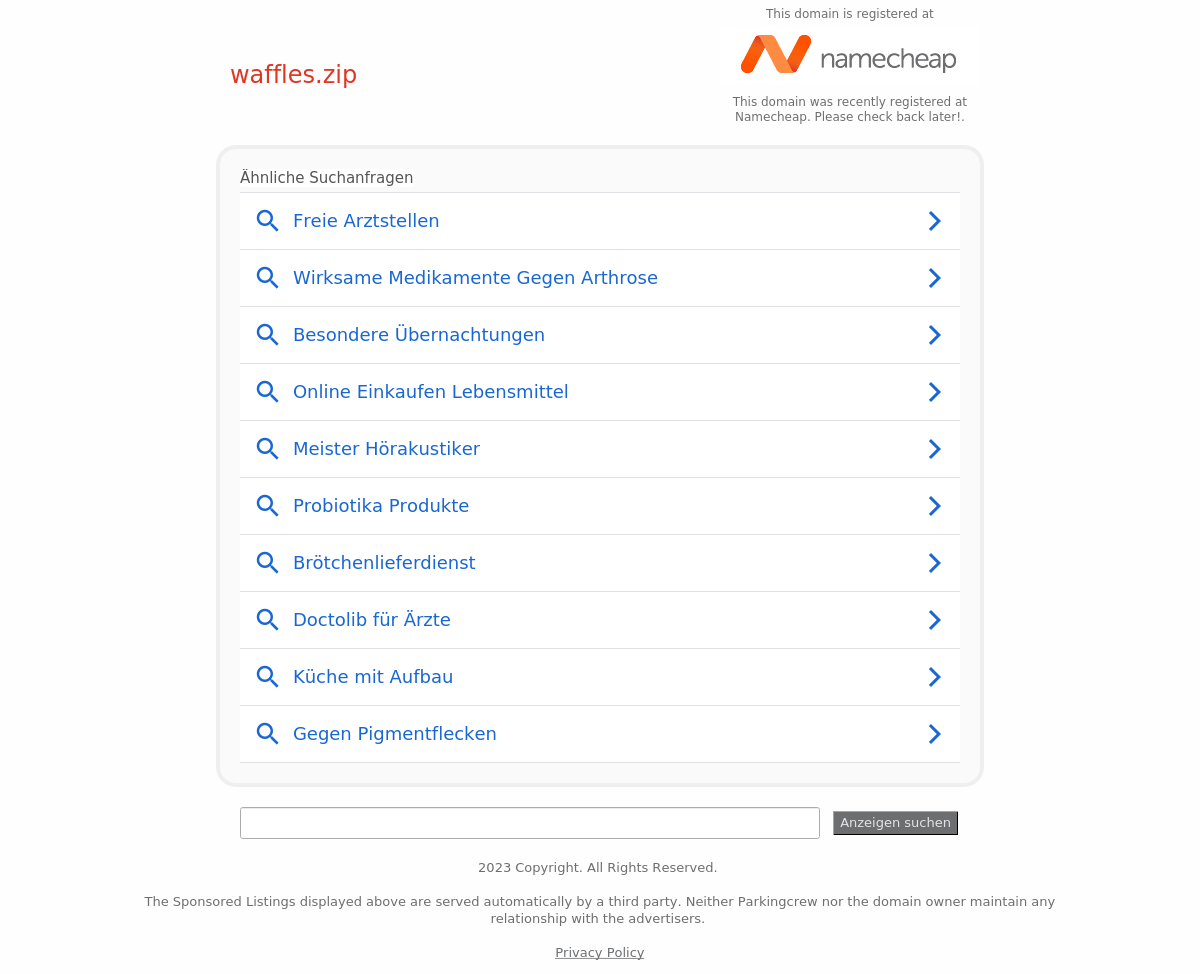 This domain is registered at
namecheap
waffles.zip
This domain was recently registered at
Namecheap. Please check back later!.
Ähnliche Suchanfragen
Freie Arztstellen
Wirksame Medikamente Gegen Arthrose
Besondere Übernachtungen
Online Einkaufen Lebensmittel
Meister Hörakustiker
Probiotika Produkte
Brötchenlieferdienst
Doctolib für Ärzte
Küche mit Aufbau
Gegen Pigmentflecken
Anzeigen suchen
2023 Copyright. All Rights Reserved.
The Sponsored Listings displayed above are served automatically by a third party. Neither Parkingcrew nor the domain owner maintain any
relationship with the advertisers.
Privacy Policy